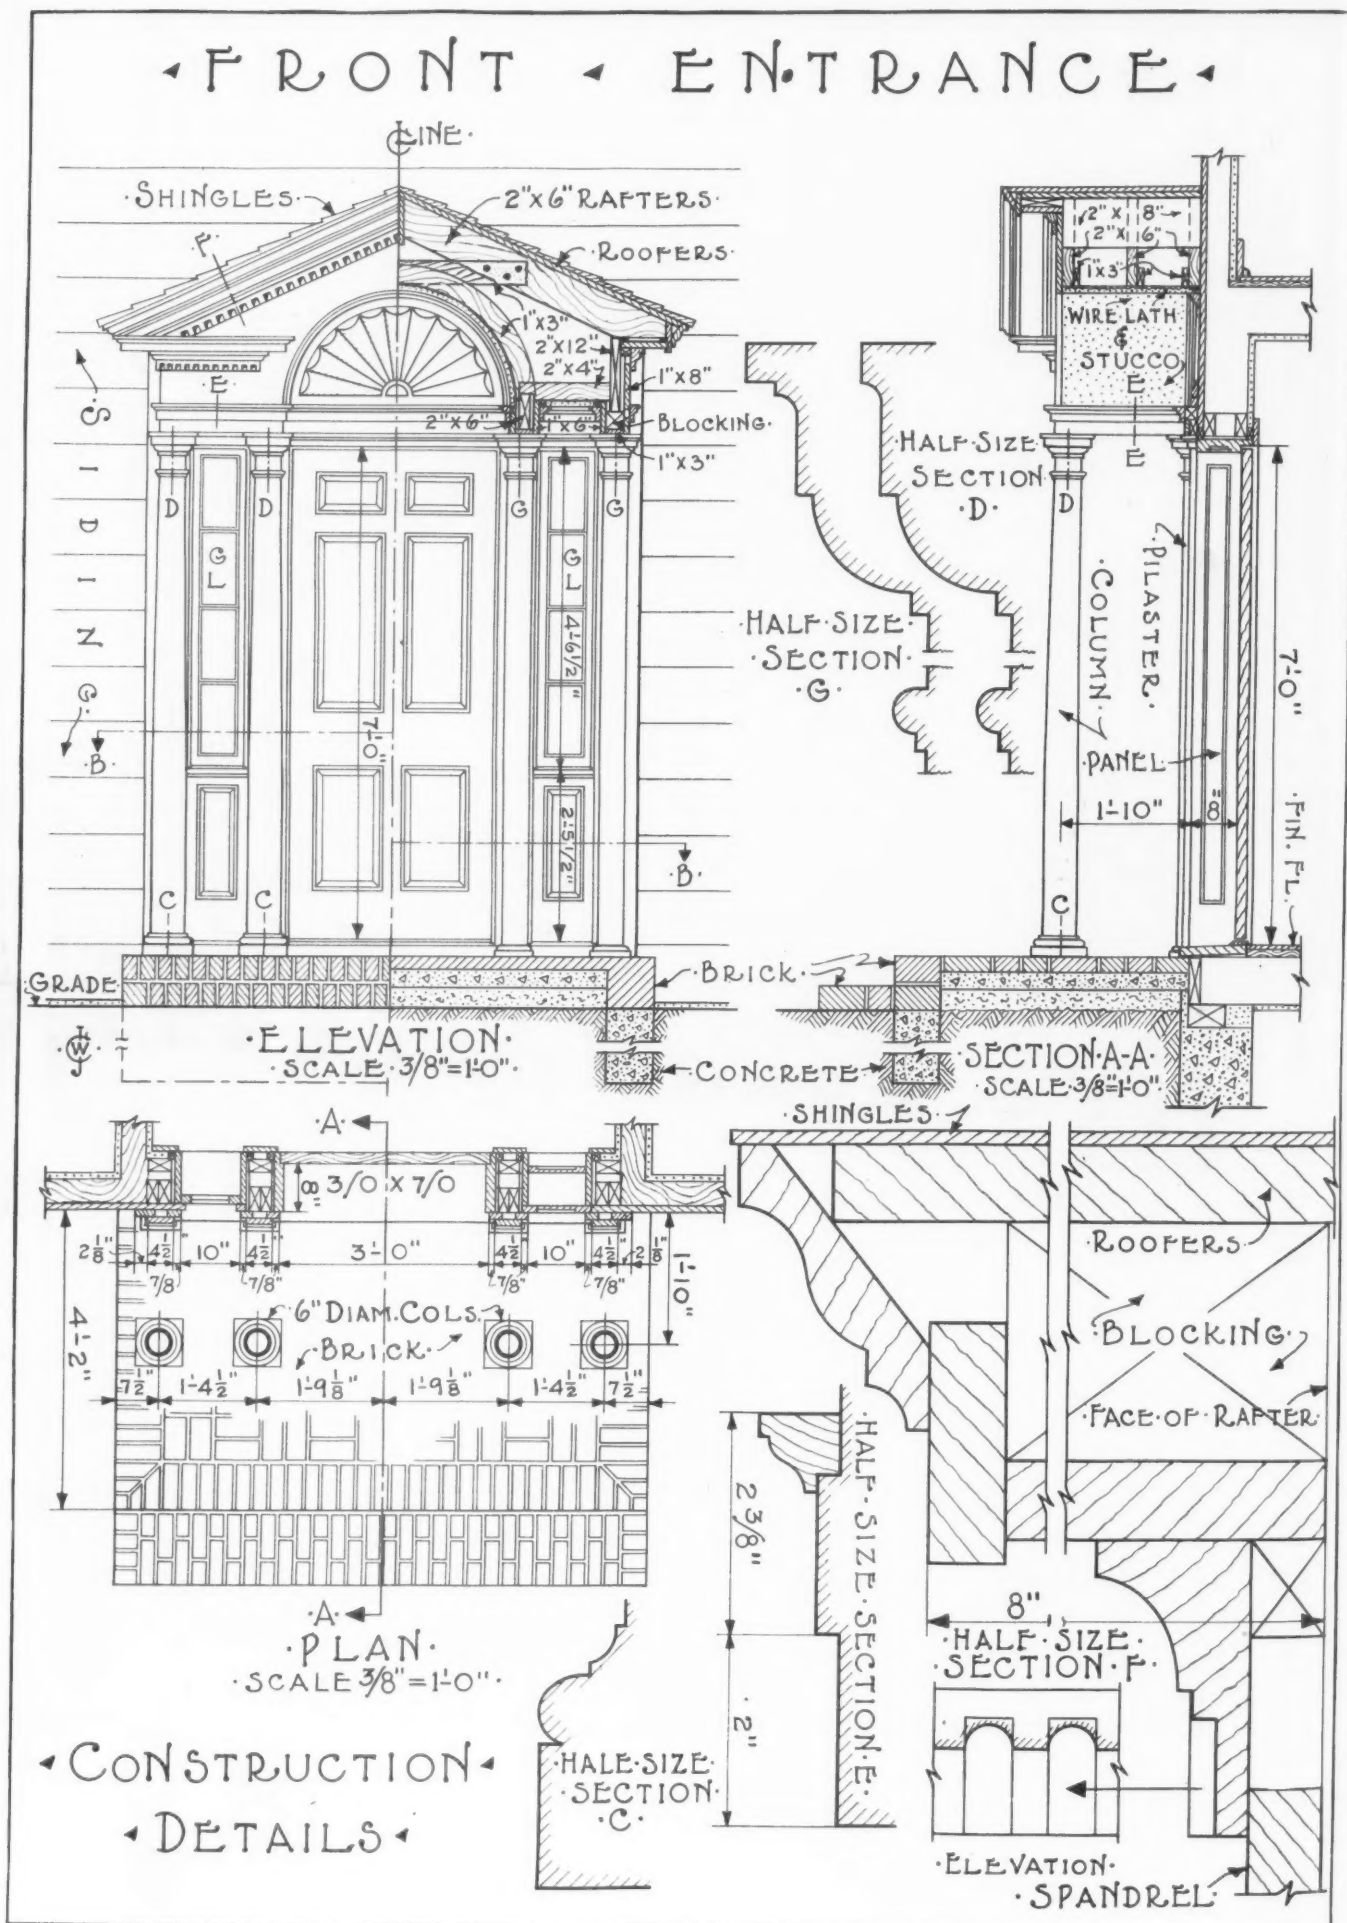 FRONT ENTRANCE
C LINE
SHINGLES
2"X6" RAFTERS
ROOFERS
F
1"X3"
2"X12"
2"X4"
1"X8"
E
2"X6"
1"X6"
BLOCKING
1"X3"
SIDING
D
D
G
G
GL
GL
4'-6 1/2"
7'-0"
2'-5 1/2"
B
B
C
C
GRADE
BRICK
ELEVATION
SCALE 3/8"=1'-0"
CONCRETE
2"X 8"
2"X 6"
1"X3"
WIRE LATH
&
STUCCO
E
E
HALF SIZE
SECTION
D
HALF SIZE
SECTION
G
D
COLUMN
PILASTER
PANEL
7'-0"
1'-10"
8"
FIN. FL.
C
SECTION A-A
SCALE 3/8"=1'-0"
A
8"
3/0 X 7/0
2 1/8"
4 1/2"
10"
4 1/2"
3'-0"
4 1/2"
10"
4 1/2"
2 1/8"
7/8"
7/8"
7/8"
7/8"
1'-10"
4'-2"
6" DIAM. COLS.
BRICK
7 1/2"
1'-4 1/2"
1'-9 1/8"
1'-9 1/8"
1'-4 1/2"
7 1/2"
A
PLAN
SCALE 3/8"=1'-0"
CONSTRUCTION
DETAILS
HALF SIZE
SECTION
C
2 3/8"
2"
HALF SIZE SECTION E
SHINGLES
ROOFERS
BLOCKING
FACE OF RAFTER
8"
HALF SIZE
SECTION F
ELEVATION
SPANDREL